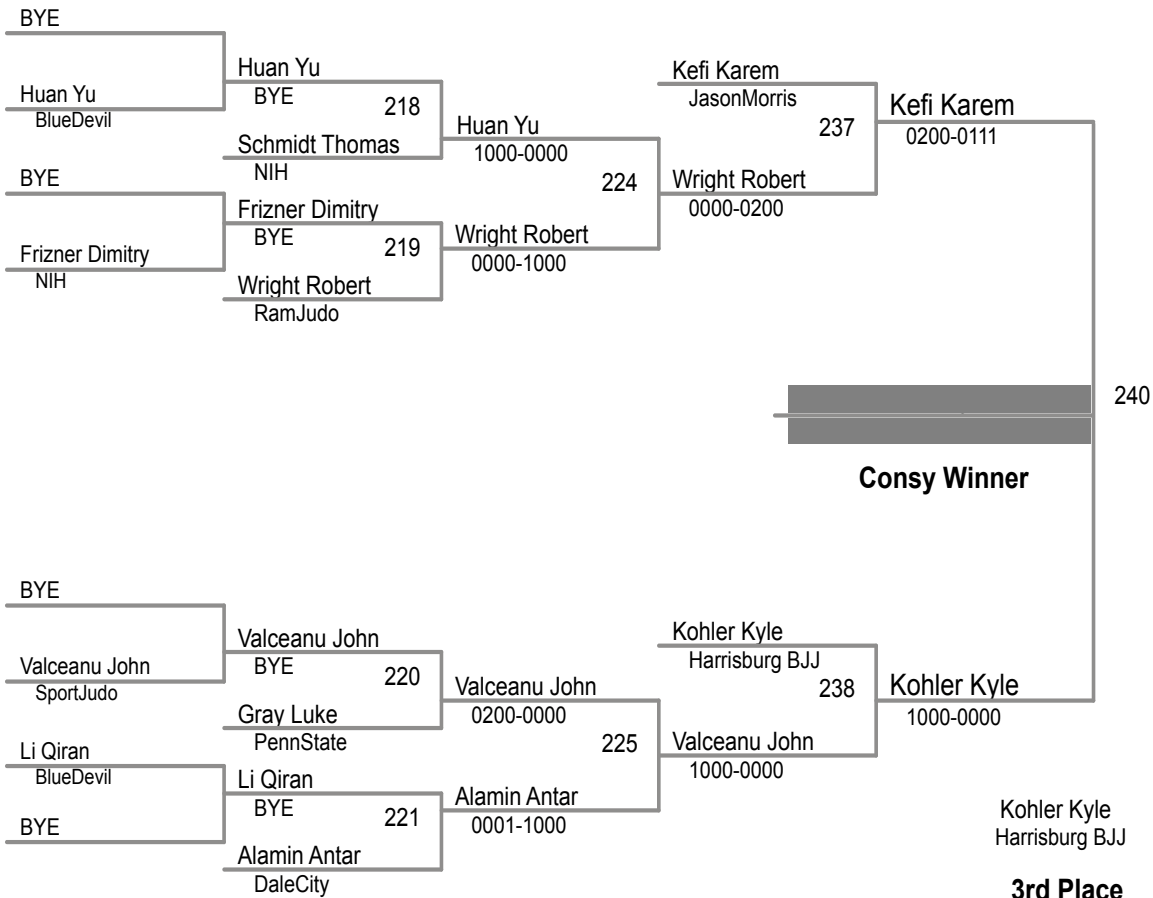 BYE
Huan Yu
BlueDevil
BYE
Frizner Dimitry
NIH
Huan Yu
BYE
218
Schmidt Thomas
NIH
Frizner Dimitry
BYE
219
Wright Robert
RamJudo
Huan Yu
1000-0000
224
Wright Robert
0000-1000
Kefi Karem
JasonMorris
237
Wright Robert
0000-0200
Kefi Karem
0200-0111
240
Consy Winner
BYE
Valceanu John
SportJudo
Li Qiran
BlueDevil
BYE
Valceanu John
BYE
220
Gray Luke
PennState
Li Qiran
BYE
221
Alamin Antar
DaleCity
Valceanu John
0200-0000
225
Alamin Antar
0001-1000
Kohler Kyle
Harrisburg BJJ
238
Valceanu John
1000-0000
Kohler Kyle
1000-0000
Kohler Kyle
Harrisburg BJJ
3rd Place